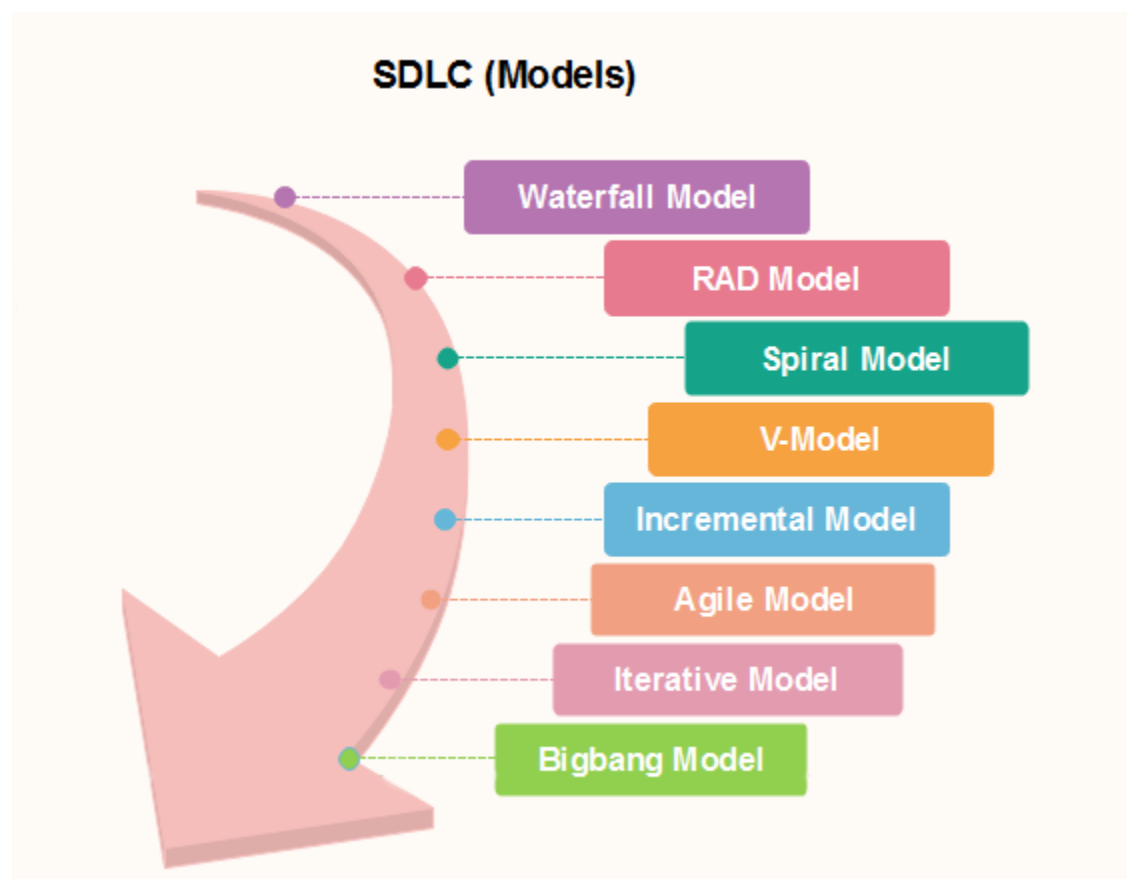 SDLC (Models)
Waterfall Model
RAD Model
Spiral Model
V-Model
Incremental Model
Agile Model
Iterative Model
Bigbang Model